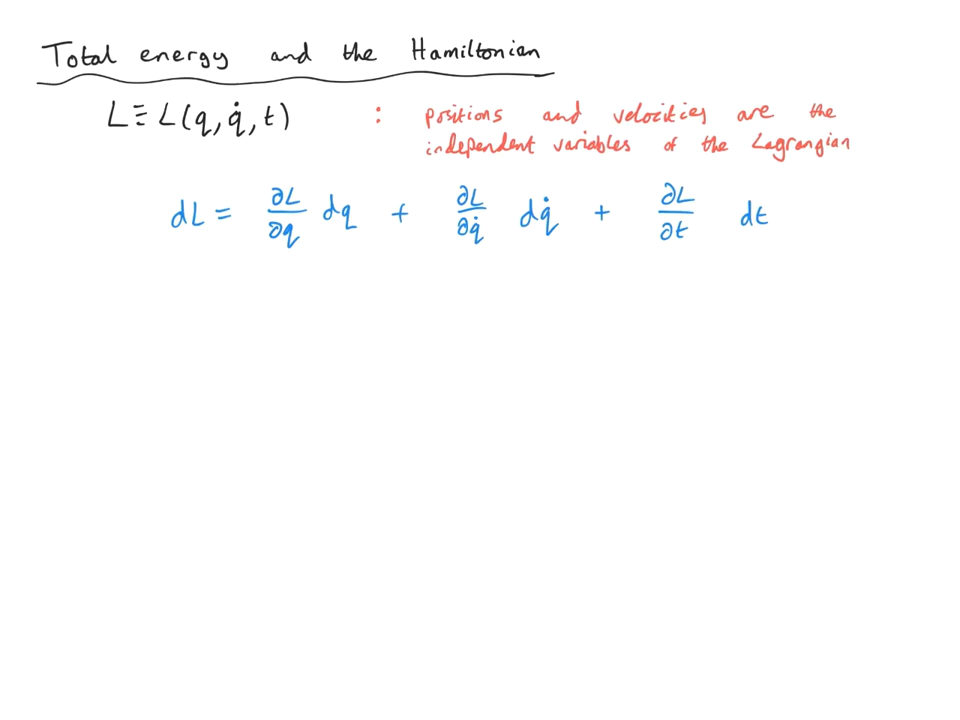 Total energy and the Hamiltonian
L ≡ L(q, q̇, t) : positions and velocities are the
independent variables of the Lagrangian
dL = ∂L/∂q dq + ∂L/∂q̇ dq̇ + ∂L/∂t dt